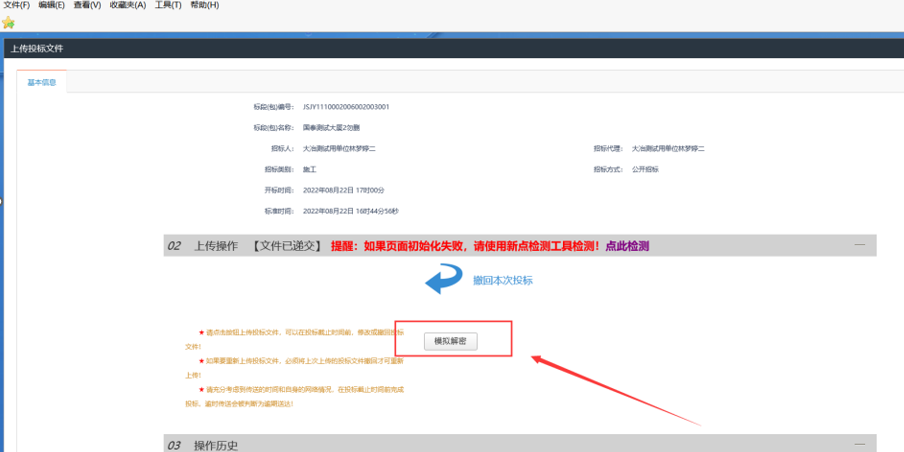 文件(F) 编辑(E) 查看(V) 收藏夹(A) 工具(T) 帮助(H)
上传投标文件
基本信息
标段(包)编号： JSJY1110002006002003001
标段(包)名称： 国泰测试大厦2勿删
招标人： 大冶测试用单位林梦婷二 招标代理： 大冶测试用单位林梦婷二
招标类别： 施工 招标方式： 公开招标
开标时间： 2022年08月22日 17时00分
标准时间： 2022年08月22日 16时44分56秒
02 上传操作 【文件已递交】 提醒：如果页面初始化失败，请使用新点检测工具检测！点此检测
撤回本次投标
★ 请点击按钮上传投标文件，可以在投标截止时间前，修改或撤回投标
文件！
模拟解密
★ 如果要重新上传投标文件，必须将上次上传的投标文件撤回才可重新
上传！
★ 请充分考虑到传送的时间和自身的网络情况，在投标截止时间前完成
投标，逾时传送会被判断为逾期送达！
03 操作历史